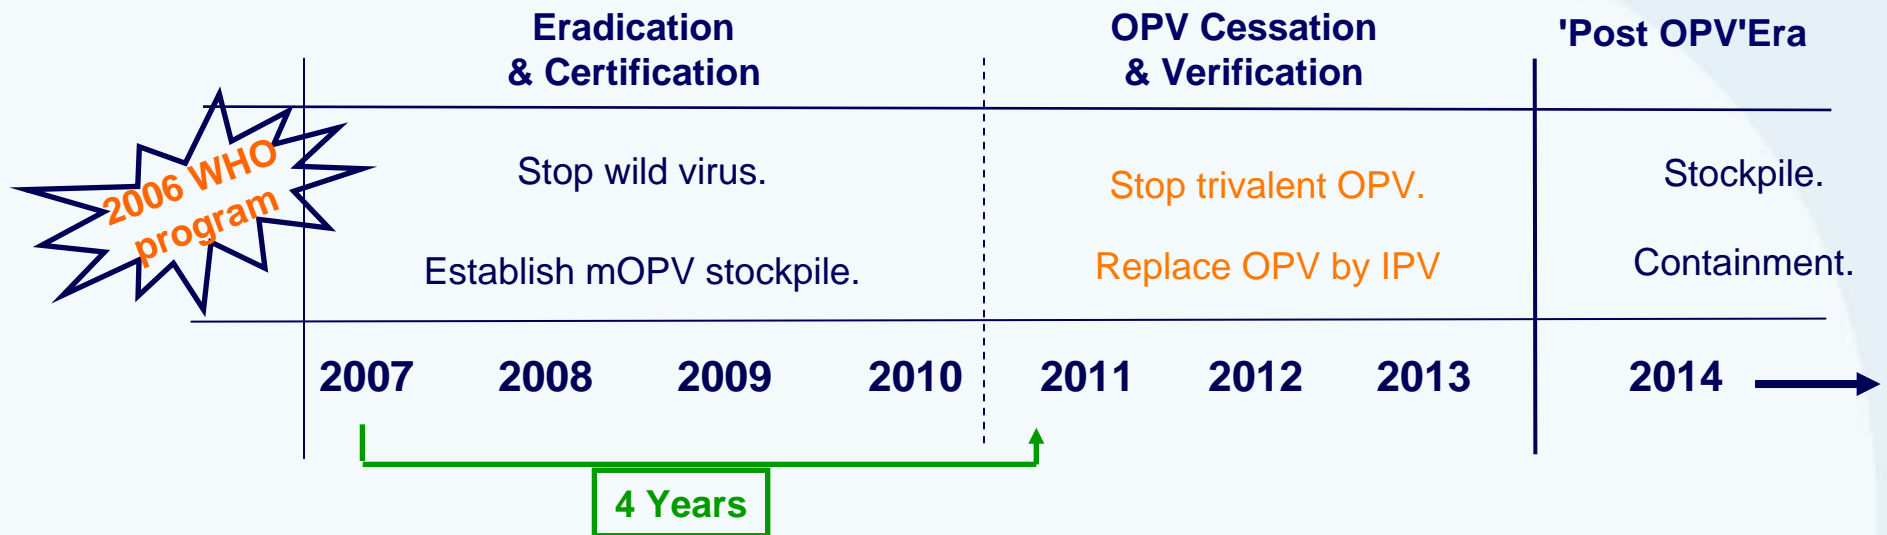 Eradication
& Certification
OPV Cessation
& Verification
'Post OPV'Era
2006 WHO
program
Stop wild virus.
Establish mOPV stockpile.
Stop trivalent OPV.
Replace OPV by IPV
Stockpile.
Containment.
2007 2008 2009 2010 2011 2012 2013 2014
4 Years